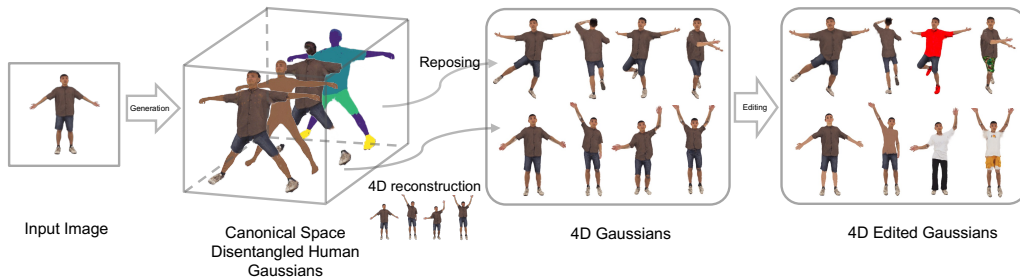 Generation
Reposing
Editing
4D reconstruction
Input Image
Canonical Space
Disentangled Human
Gaussians
4D Gaussians
4D Edited Gaussians